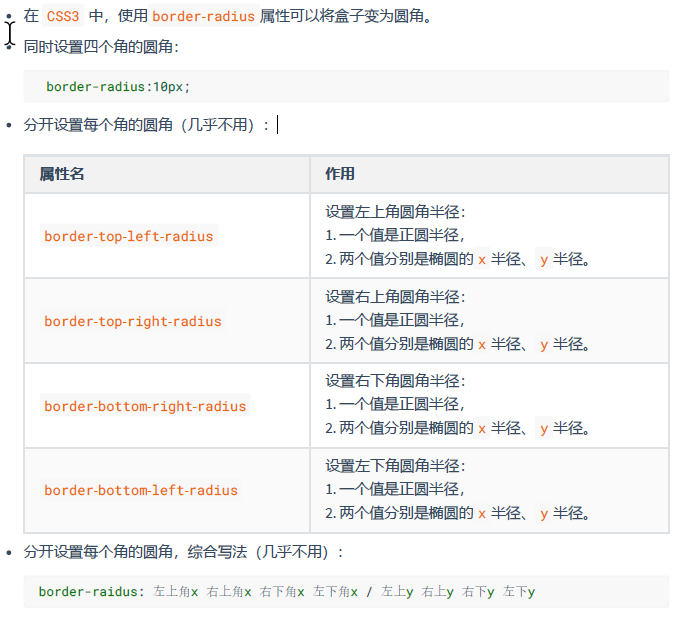 在 CSS3 中，使用 border-radius 属性可以将盒子变为圆角。
同时设置四个角的圆角：
border-radius:10px;
分开设置每个角的圆角（几乎不用）：
属性名 作用
设置左上角圆角半径：
border-top-left-radius 1. 一个值是正圆半径，
2. 两个值分别是椭圆的 x 半径、 y 半径。
设置右上角圆角半径：
border-top-right-radius 1. 一个值是正圆半径，
2. 两个值分别是椭圆的 x 半径、 y 半径。
设置右下角圆角半径：
border-bottom-right-radius 1. 一个值是正圆半径，
2. 两个值分别是椭圆的 x 半径、 y 半径。
设置左下角圆角半径：
border-bottom-left-radius 1. 一个值是正圆半径，
2. 两个值分别是椭圆的 x 半径、 y 半径。
分开设置每个角的圆角，综合写法（几乎不用）：
border-raidus: 左上角x 右上角x 右下角x 左下角x / 左上y 右上y 右下y 左下y